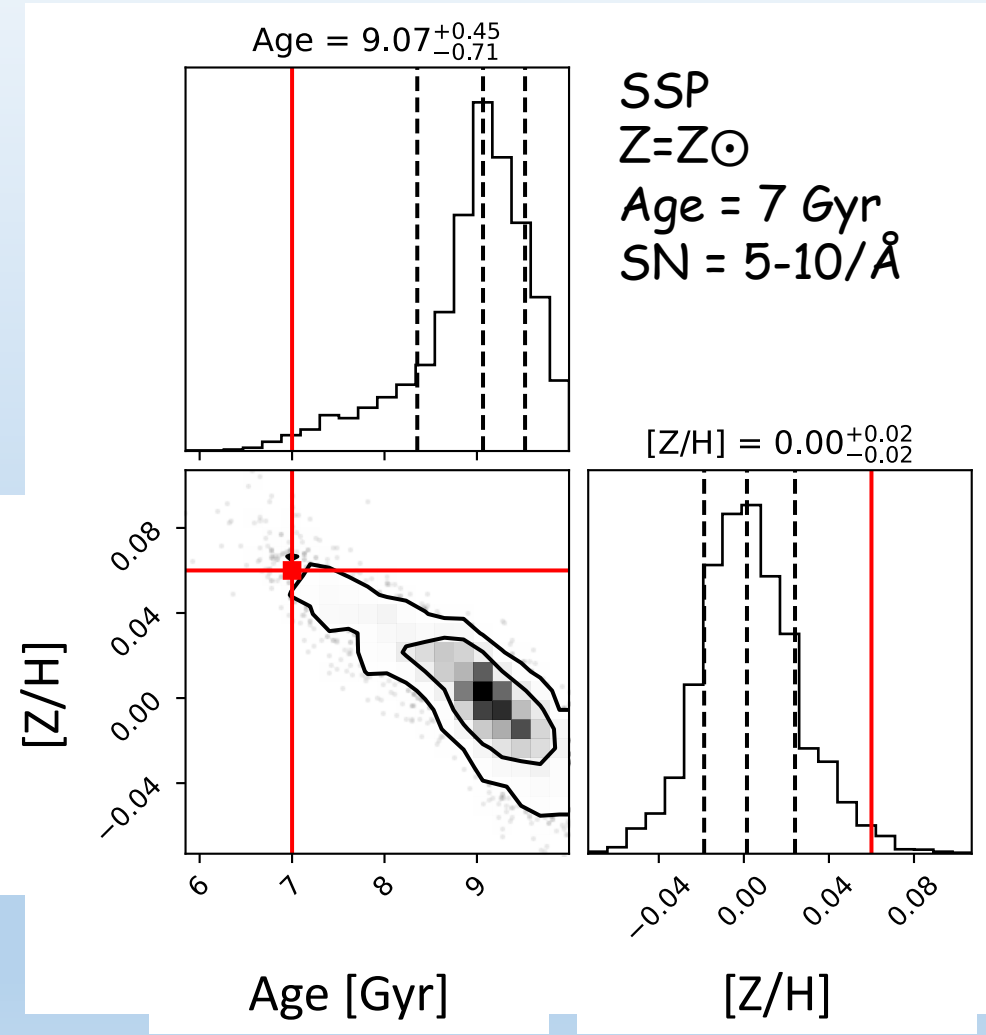 Age = 9.07+0.45−0.71
SSP
Z=Z⊙
Age = 7 Gyr
SN = 5-10/Å
[Z/H] = 0.00+0.02−0.02
0.08
0.04
0.00
−0.04
[Z/H]
6
7
8
9
−0.04
0.00
0.04
0.08
Age [Gyr]
[Z/H]